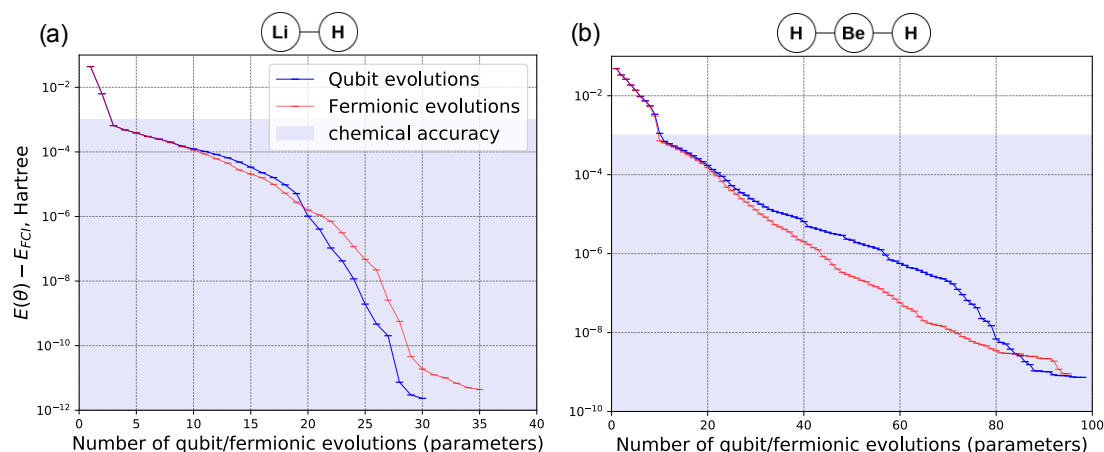 (a)
Li H
Qubit evolutions
Fermionic evolutions
chemical accuracy
10⁻²
10⁻⁴
10⁻⁶
10⁻⁸
10⁻¹⁰
10⁻¹²
E(θ) − E_FCI, Hartree
0 5 10 15 20 25 30 35 40
Number of qubit/fermionic evolutions (parameters)
(b)
H Be H
10⁻²
10⁻⁴
10⁻⁶
10⁻⁸
10⁻¹⁰
0 20 40 60 80 100
Number of qubit/fermionic evolutions (parameters)